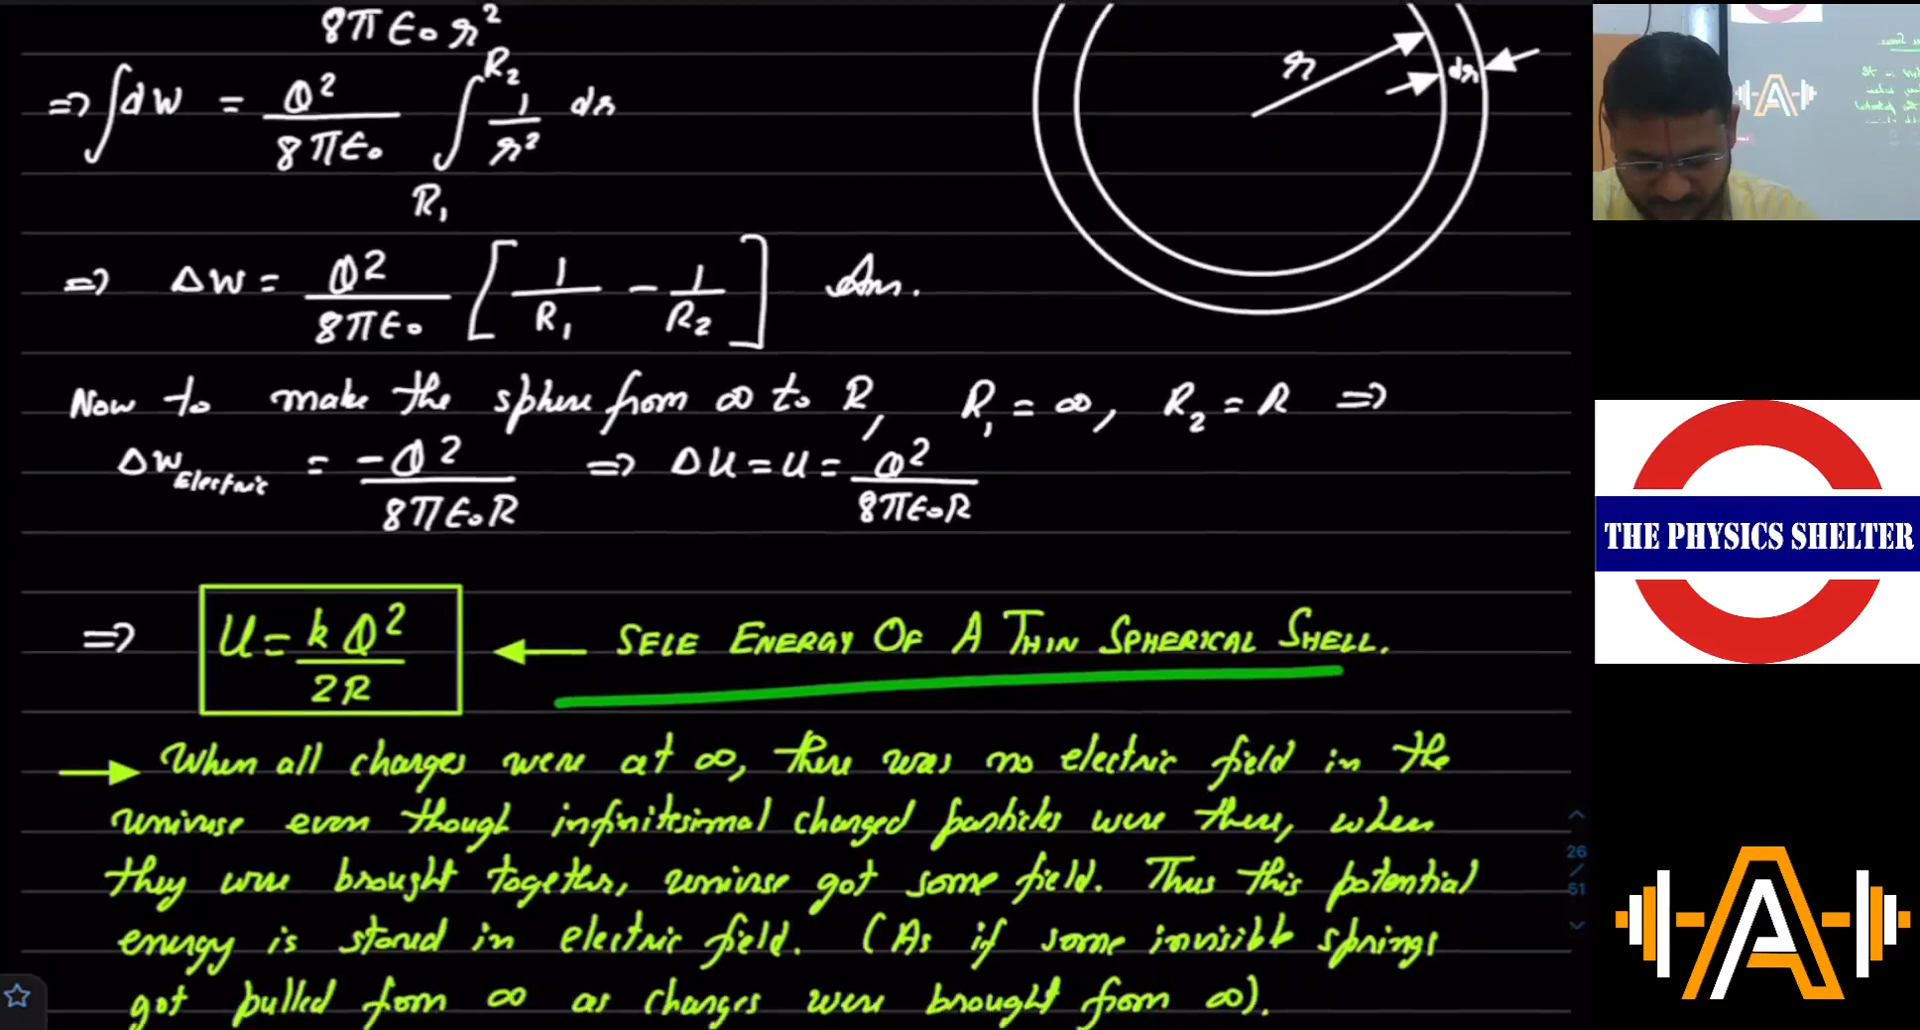 8πε₀r²
⇒ ∫dW = Q²/8πε₀ ∫_{R₁}^{R₂} 1/r² dr
r
dr
⇒ ΔW = Q²/8πε₀ [1/R₁ - 1/R₂] Ans.
Now to make the sphere from ∞ to R, R₁ = ∞, R₂ = R ⇒
ΔW_Electric = -Q²/8πε₀R ⇒ ΔU = U = Q²/8πε₀R
⇒ U = kQ²/2R ← SELF ENERGY OF A THIN SPHERICAL SHELL.
→ When all charges were at ∞, there was no electric field in the
universe even though infinitesimal charged particles were there, when
they were brought together, universe got some field. Thus this potential
energy is stored in electric field. (As if some invisible springs
got pulled from ∞ as charges were brought from ∞).
THE PHYSICS SHELTER
26
/
51
A